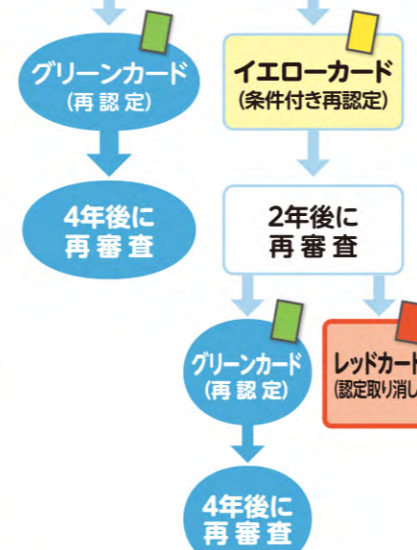 グリーンカード
(再認定)
イエローカード
(条件付き再認定)
4年後に
再審査
2年後に
再審査
グリーンカード
(再認定)
レッドカード
(認定取り消し
4年後に
再審査